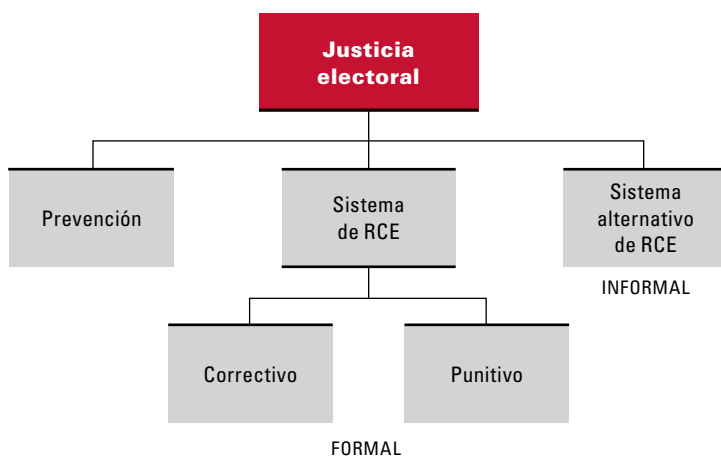 Justicia
electoral
Prevención
Sistema
de RCE
Sistema
alternativo
de RCE
INFORMAL
Correctivo
Punitivo
FORMAL